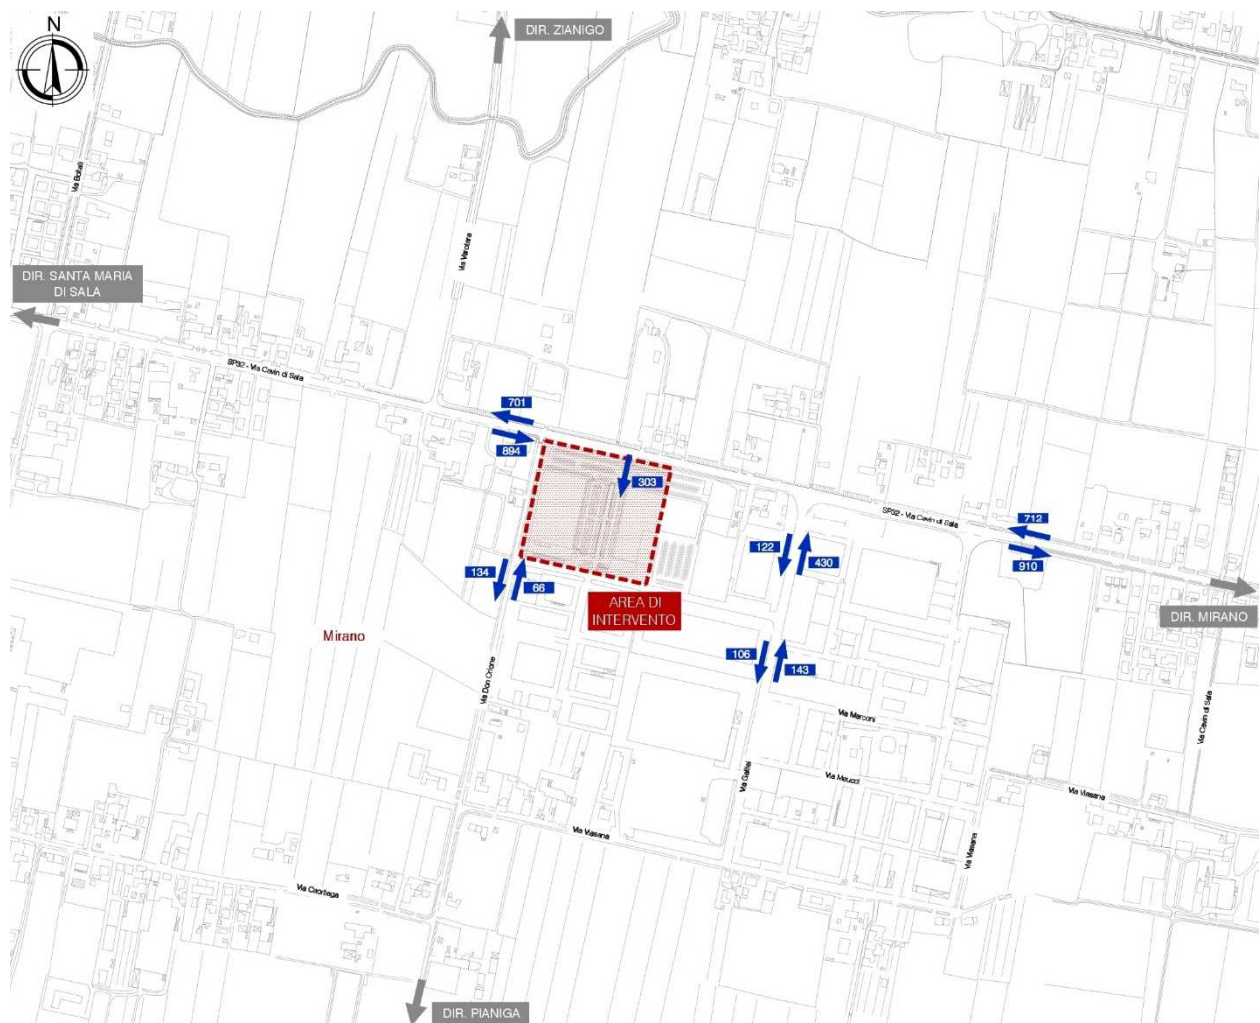 N
DIR. ZIANIGO
Via Varotara
DIR. SANTA MARIA
DI SALA
SP32 - Via Cavin di Sala
701
894
303
SP32 - Via Cavin di Sala
712
910
122
430
134
66
AREA DI
INTERVENTO
DIR. MIRANO
Mirano
106
143
Via Don Orione
Via Marconi
Via Cavin di Sala
Via Galilei
Via Meucci
Via Viasana
Via Viasana
Via Viasana
Via Caorliega
DIR. PIANIGA